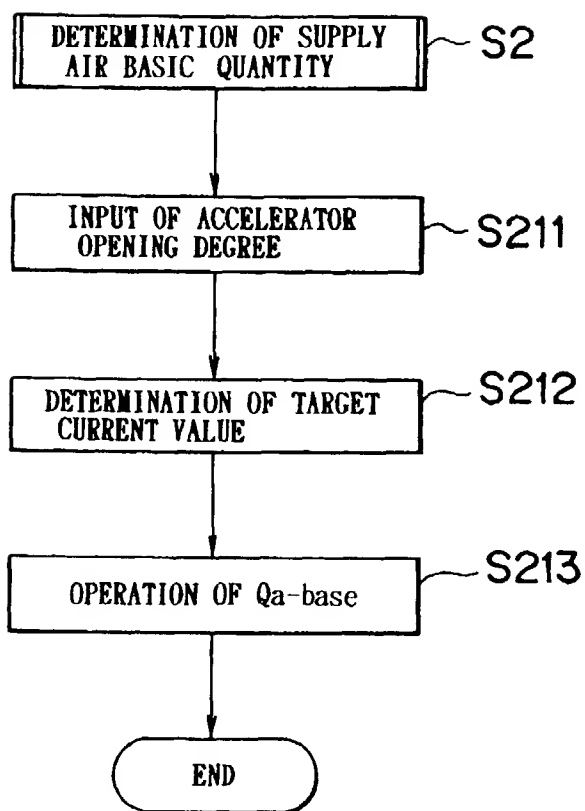 DETERMINATION OF SUPPLY
AIR BASIC QUANTITY
S2
INPUT OF ACCELERATOR
OPENING DEGREE
S211
DETERMINATION OF TARGET
CURRENT VALUE
S212
OPERATION OF Qa-base
S213
END